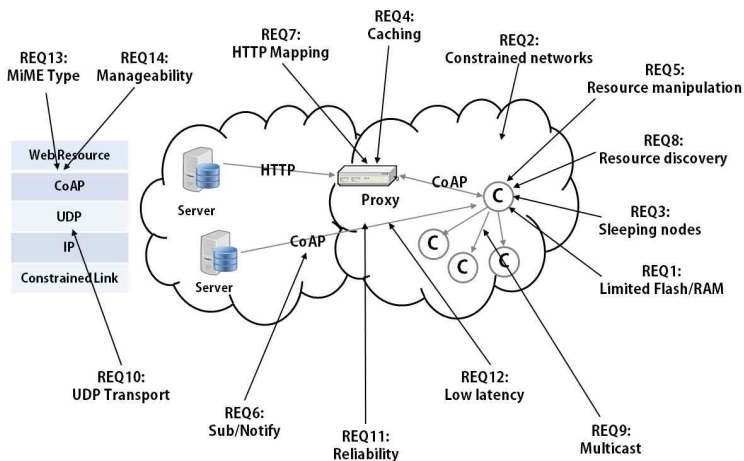 REQ4:
Caching
REQ7:
HTTP Mapping
REQ2:
Constrained networks
REQ13:
MiME Type
REQ14:
Manageability
REQ5:
Resource manipulation
REQ8:
Resource discovery
REQ3:
Sleeping nodes
REQ1:
Limited Flash/RAM
Web Resource
CoAP
UDP
IP
Constrained Link
Server
HTTP
Proxy
CoAP
C
C
C
C
Server
CoAP
REQ10:
UDP Transport
REQ6:
Sub/Notify
REQ11:
Reliability
REQ12:
Low latency
REQ9:
Multicast